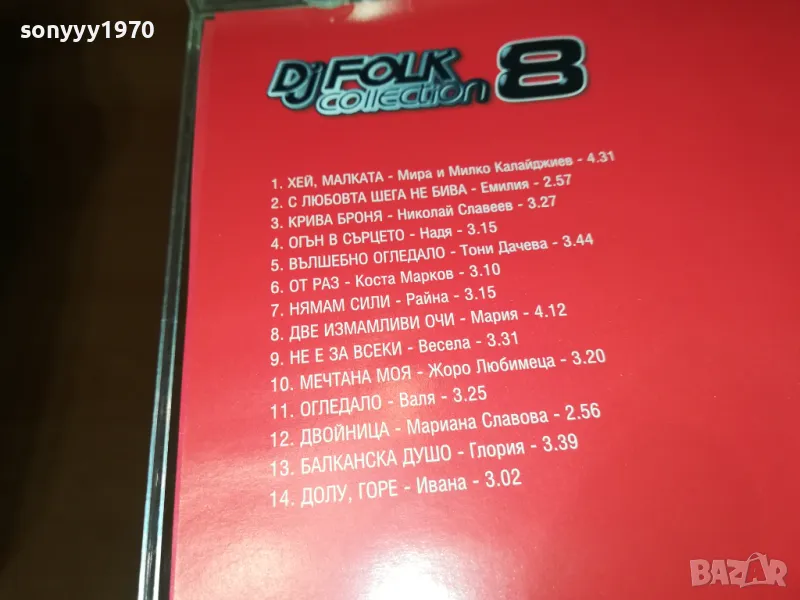 sonyyy1970
Dj FOLK
collection 8
1. ХЕЙ, МАЛКАТА - Мира и Милко Калайджиев - 4.31
2. С ЛЮБОВТА ШЕГА НЕ БИВА - Емилия - 2.57
3. КРИВА БРОНЯ - Николай Славеев - 3.27
4. ОГЪН В СЪРЦЕТО - Надя - 3.15
5. ВЪЛШЕБНО ОГЛЕДАЛО - Тони Дачева - 3.44
6. ОТ РАЗ - Коста Марков - 3.10
7. НЯМАМ СИЛИ - Райна - 3.15
8. ДВЕ ИЗМАМЛИВИ ОЧИ - Мария - 4.12
9. НЕ Е ЗА ВСЕКИ - Весела - 3.31
10. МЕЧТАНА МОЯ - Жоро Любимеца - 3.20
11. ОГЛЕДАЛО - Валя - 3.25
12. ДВОЙНИЦА - Мариана Славова - 2.56
13. БАЛКАНСКА ДУШО - Глория - 3.39
14. ДОЛУ, ГОРЕ - Ивана - 3.02
BAZAR